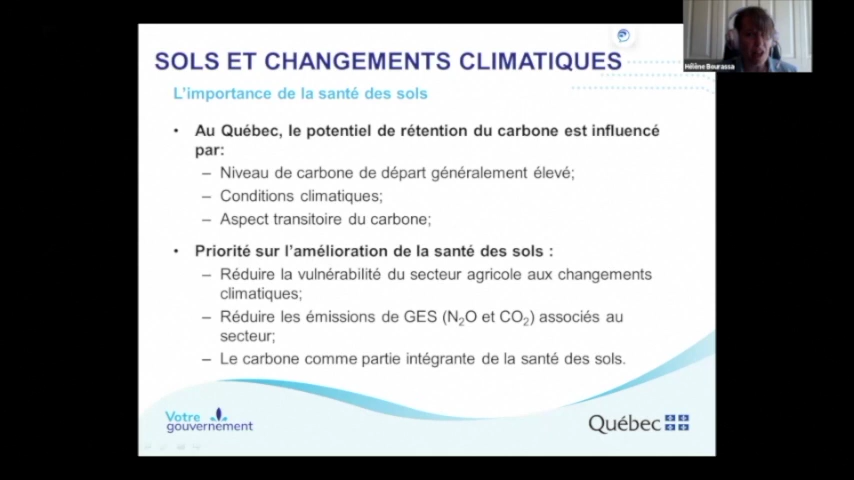 SOLS ET CHANGEMENTS CLIMATIQUES
L'importance de la santé des sols
• Au Québec, le potentiel de rétention du carbone est influencé
par:
– Niveau de carbone de départ généralement élevé;
– Conditions climatiques;
– Aspect transitoire du carbone;
• Priorité sur l'amélioration de la santé des sols :
– Réduire la vulnérabilité du secteur agricole aux changements
climatiques;
– Réduire les émissions de GES (N₂O et CO₂) associés au
secteur;
– Le carbone comme partie intégrante de la santé des sols.
Votre
gouvernement
Québec
Hélène Bourassa